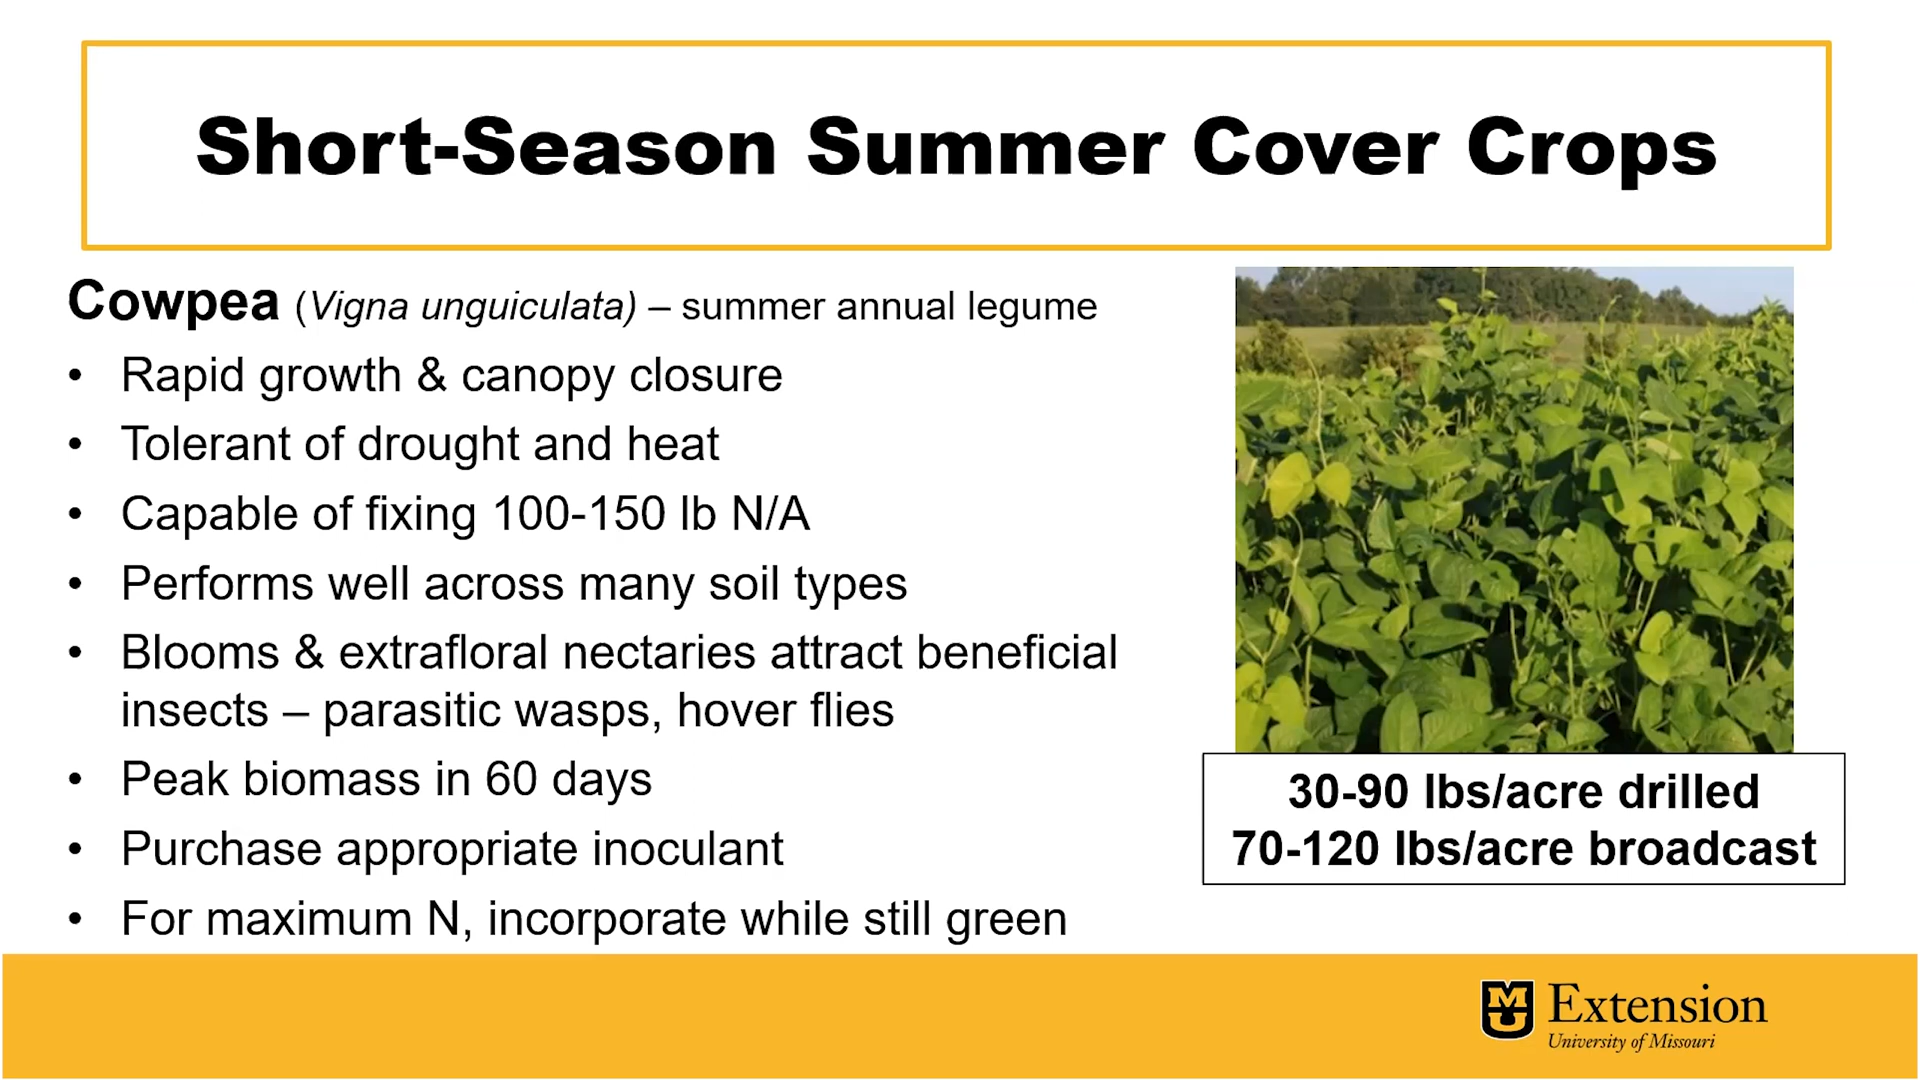 Short-Season Summer Cover Crops
Cowpea (Vigna unguiculata) – summer annual legume
• Rapid growth & canopy closure
• Tolerant of drought and heat
• Capable of fixing 100-150 lb N/A
• Performs well across many soil types
• Blooms & extrafloral nectaries attract beneficial
insects – parasitic wasps, hover flies
• Peak biomass in 60 days
• Purchase appropriate inoculant
• For maximum N, incorporate while still green
30-90 lbs/acre drilled
70-120 lbs/acre broadcast
MU
Extension
University of Missouri